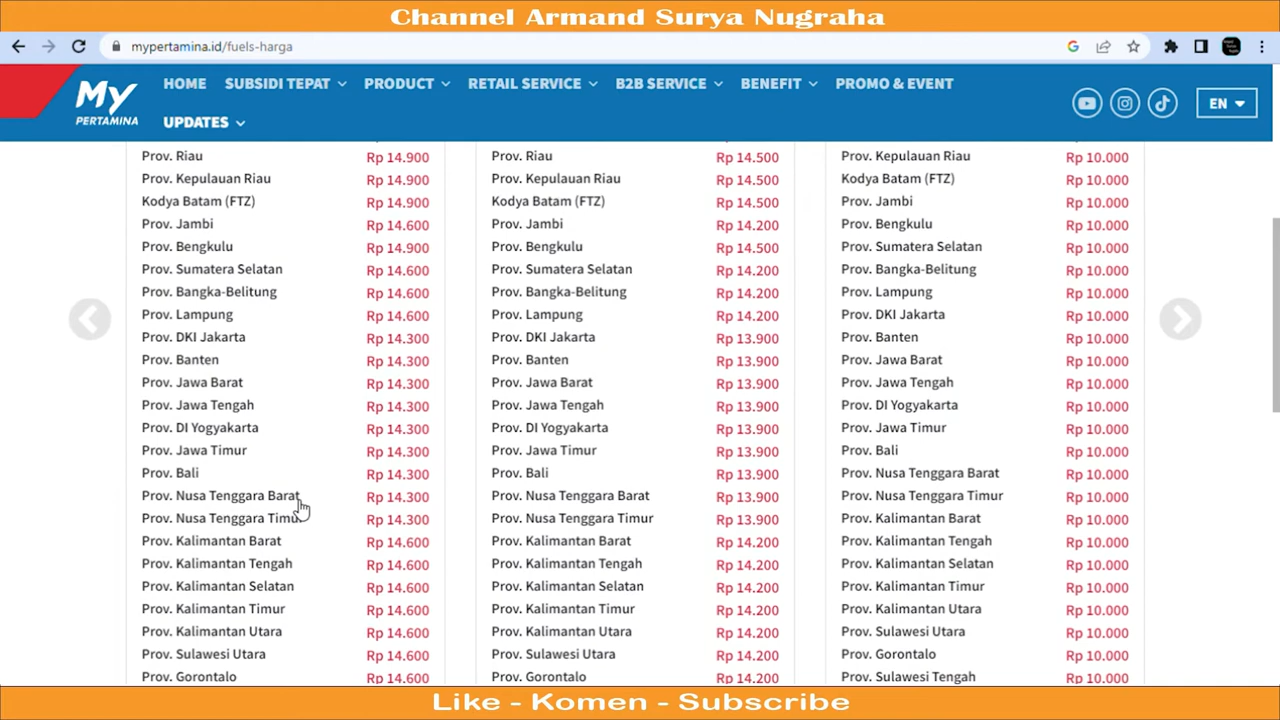 Channel Armand Surya Nugraha
mypertamina.id/fuels-harga
My
PERTAMINA
HOME SUBSIDI TEPAT PRODUCT RETAIL SERVICE B2B SERVICE BENEFIT PROMO & EVENT
UPDATES
EN
Prov. Riau Rp 14.900
Prov. Kepulauan Riau Rp 14.900
Kodya Batam (FTZ) Rp 14.900
Prov. Jambi Rp 14.600
Prov. Bengkulu Rp 14.900
Prov. Sumatera Selatan Rp 14.600
Prov. Bangka-Belitung Rp 14.600
Prov. Lampung Rp 14.600
Prov. DKI Jakarta Rp 14.300
Prov. Banten Rp 14.300
Prov. Jawa Barat Rp 14.300
Prov. Jawa Tengah Rp 14.300
Prov. DI Yogyakarta Rp 14.300
Prov. Jawa Timur Rp 14.300
Prov. Bali Rp 14.300
Prov. Nusa Tenggara Barat Rp 14.300
Prov. Nusa Tenggara Timur Rp 14.300
Prov. Kalimantan Barat Rp 14.600
Prov. Kalimantan Tengah Rp 14.600
Prov. Kalimantan Selatan Rp 14.600
Prov. Kalimantan Timur Rp 14.600
Prov. Kalimantan Utara Rp 14.600
Prov. Sulawesi Utara Rp 14.600
Prov. Gorontalo Rp 14.600
Prov. Riau Rp 14.500
Prov. Kepulauan Riau Rp 14.500
Kodya Batam (FTZ) Rp 14.500
Prov. Jambi Rp 14.200
Prov. Bengkulu Rp 14.500
Prov. Sumatera Selatan Rp 14.200
Prov. Bangka-Belitung Rp 14.200
Prov. Lampung Rp 14.200
Prov. DKI Jakarta Rp 13.900
Prov. Banten Rp 13.900
Prov. Jawa Barat Rp 13.900
Prov. Jawa Tengah Rp 13.900
Prov. DI Yogyakarta Rp 13.900
Prov. Jawa Timur Rp 13.900
Prov. Bali Rp 13.900
Prov. Nusa Tenggara Barat Rp 13.900
Prov. Nusa Tenggara Timur Rp 13.900
Prov. Kalimantan Barat Rp 14.200
Prov. Kalimantan Tengah Rp 14.200
Prov. Kalimantan Selatan Rp 14.200
Prov. Kalimantan Timur Rp 14.200
Prov. Kalimantan Utara Rp 14.200
Prov. Sulawesi Utara Rp 14.200
Prov. Gorontalo Rp 14.200
Prov. Kepulauan Riau Rp 10.000
Kodya Batam (FTZ) Rp 10.000
Prov. Jambi Rp 10.000
Prov. Bengkulu Rp 10.000
Prov. Sumatera Selatan Rp 10.000
Prov. Bangka-Belitung Rp 10.000
Prov. Lampung Rp 10.000
Prov. DKI Jakarta Rp 10.000
Prov. Banten Rp 10.000
Prov. Jawa Barat Rp 10.000
Prov. Jawa Tengah Rp 10.000
Prov. DI Yogyakarta Rp 10.000
Prov. Jawa Timur Rp 10.000
Prov. Bali Rp 10.000
Prov. Nusa Tenggara Barat Rp 10.000
Prov. Nusa Tenggara Timur Rp 10.000
Prov. Kalimantan Barat Rp 10.000
Prov. Kalimantan Tengah Rp 10.000
Prov. Kalimantan Selatan Rp 10.000
Prov. Kalimantan Timur Rp 10.000
Prov. Kalimantan Utara Rp 10.000
Prov. Sulawesi Utara Rp 10.000
Prov. Gorontalo Rp 10.000
Prov. Sulawesi Tengah Rp 10.000
Like - Komen - Subscribe